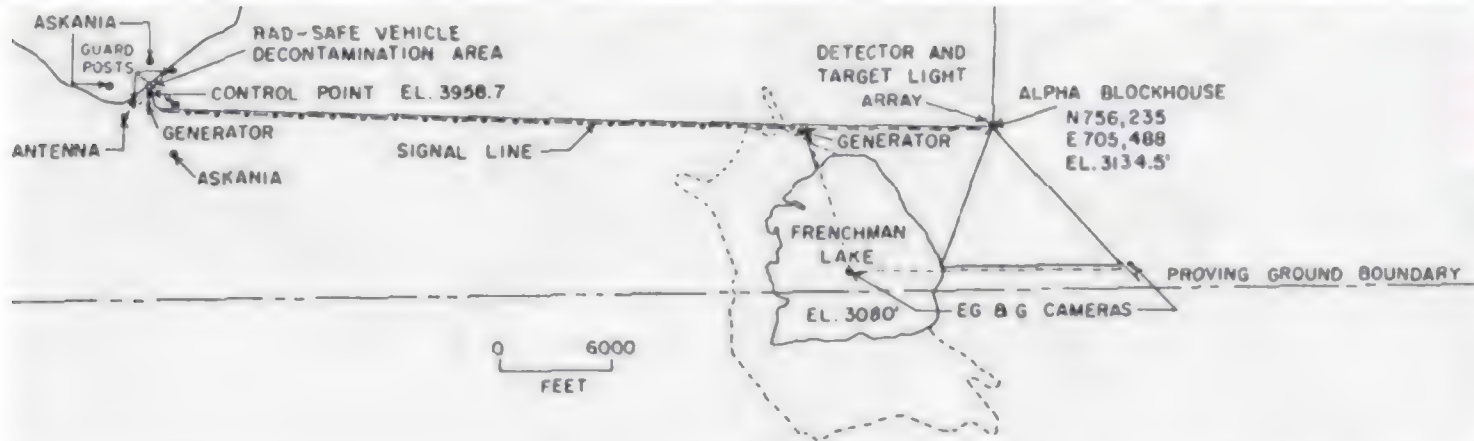 ASKANIA
GUARD
POSTS
RAD-SAFE VEHICLE
DECONTAMINATION AREA
CONTROL POINT EL. 3958.7
GENERATOR
ANTENNA
ASKANIA
SIGNAL LINE
DETECTOR AND
TARGET LIGHT
ARRAY
ALPHA BLOCKHOUSE
N756,235
E705,488
EL.3134.5'
GENERATOR
FRENCHMAN
LAKE
PROVING GROUND BOUNDARY
EL. 3080'
EG & G CAMERAS
0 6000
FEET